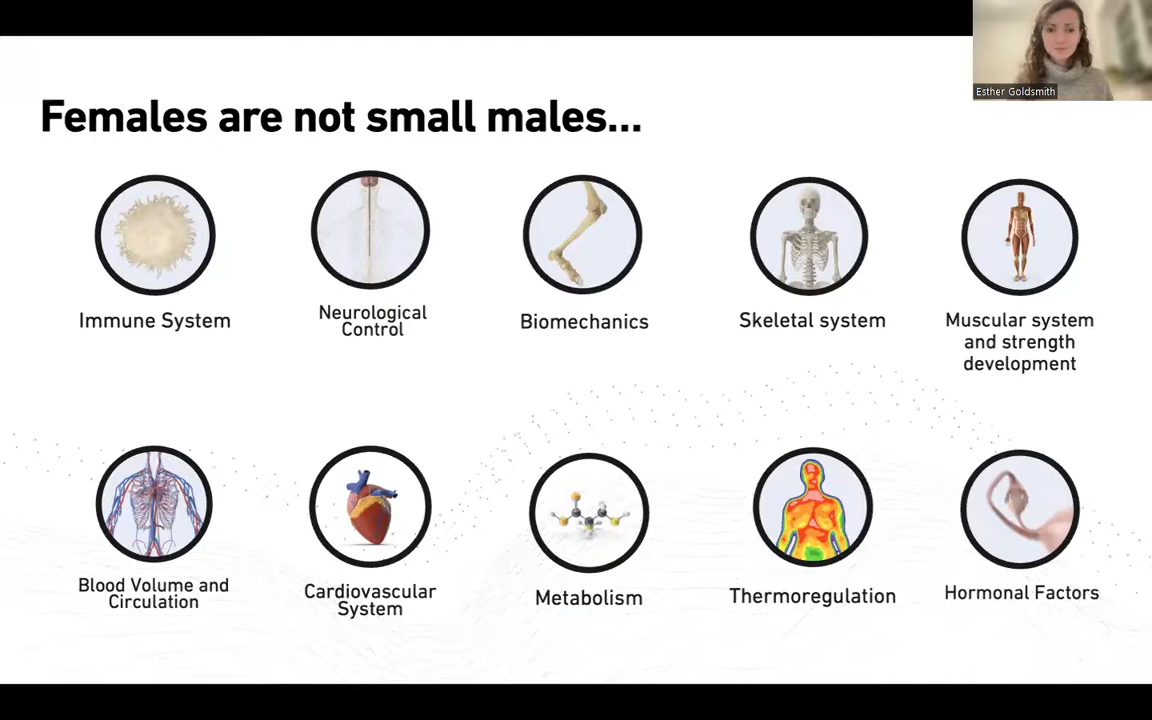 Esther Goldsmith
Females are not small males...
Immune System
Neurological
Control
Biomechanics
Skeletal system
Muscular system
and strength
development
Blood Volume and
Circulation
Cardiovascular
System
Metabolism
Thermoregulation
Hormonal Factors